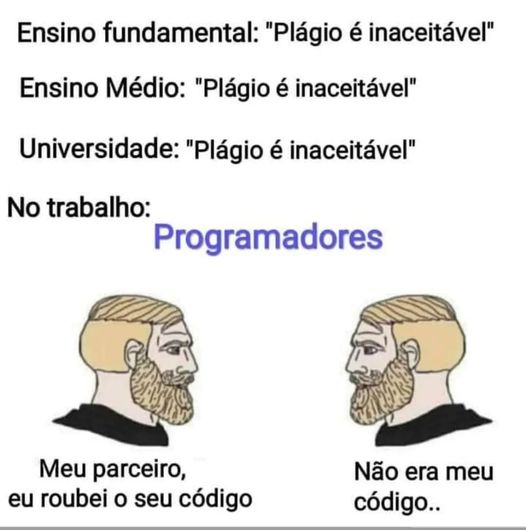 Ensino fundamental: "Plágio é inaceitável"
Ensino Médio: "Plágio é inaceitável"
Universidade: "Plágio é inaceitável"
No trabalho:
Programadores
Meu parceiro,
eu roubei o seu código
Não era meu
código..